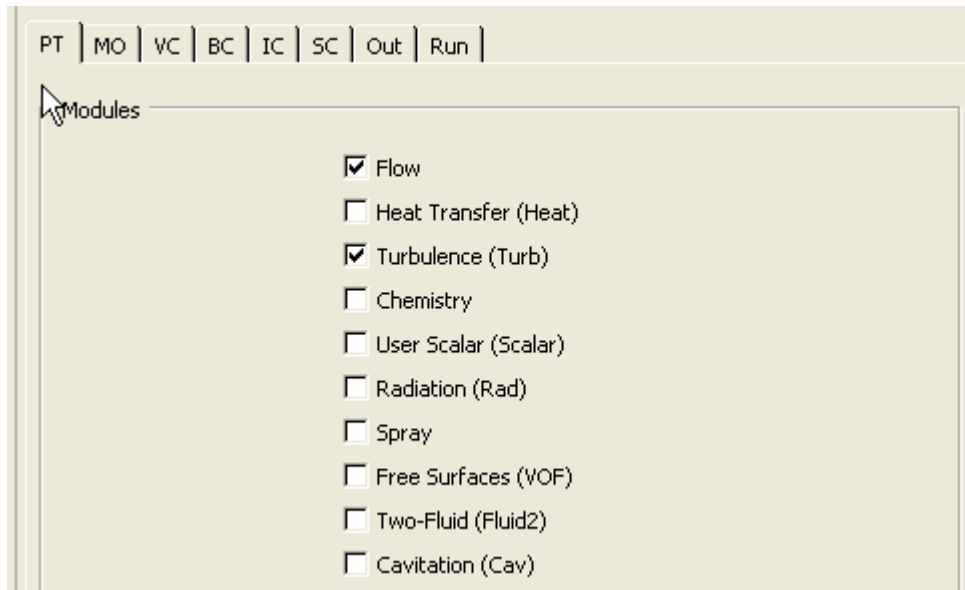 PT MO VC BC IC SC Out Run
Modules
Flow
Heat Transfer (Heat)
Turbulence (Turb)
Chemistry
User Scalar (Scalar)
Radiation (Rad)
Spray
Free Surfaces (VOF)
Two-Fluid (Fluid2)
Cavitation (Cav)